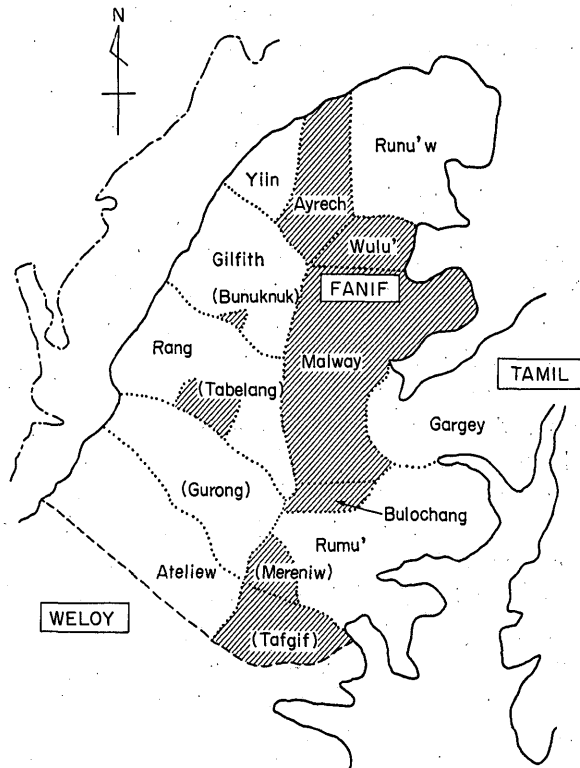 N
Runu'w
Yiin
Ayrech
Wulu'
Gilfith
FANIF
(Bunuknuk)
Rang
Malway
TAMIL
(Tabelang)
Gargey
(Gurong)
Bulochang
Rumu'
Ateliew
(Mereniw)
WELOY
(Tafgif)